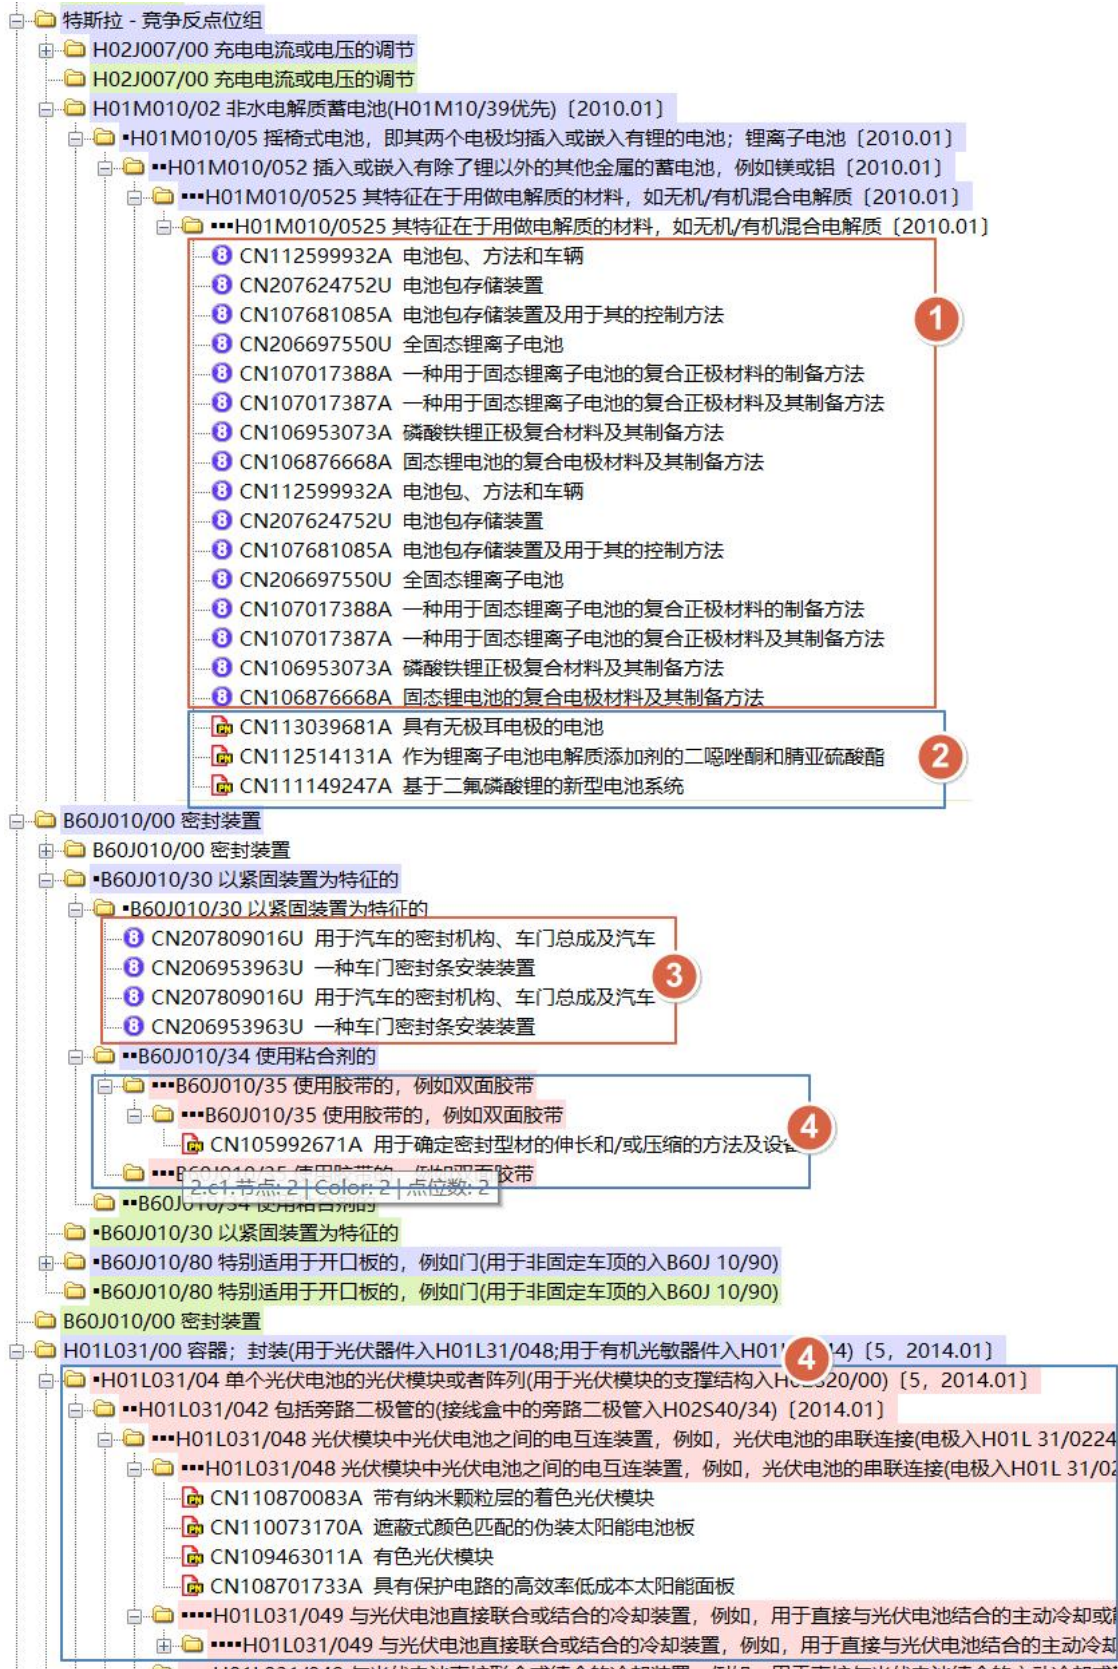 特斯拉 - 竞争反点位组
H02J007/00 充电电流或电压的调节
H02J007/00 充电电流或电压的调节
H01M010/02 非水电解质蓄电池(H01M10/39优先)〔2010.01〕
▪H01M010/05 摇椅式电池，即其两个电极均插入或嵌入有锂的电池；锂离子电池〔2010.01〕
▪▪H01M010/052 插入或嵌入有除了锂以外的其他金属的蓄电池，例如镁或铝〔2010.01〕
▪▪▪H01M010/0525 其特征在于用做电解质的材料，如无机/有机混合电解质〔2010.01〕
▪▪▪H01M010/0525 其特征在于用做电解质的材料，如无机/有机混合电解质〔2010.01〕
CN112599932A 电池包、方法和车辆
CN207624752U 电池包存储装置
CN107681085A 电池包存储装置及用于其的控制方法
1
CN206697550U 全固态锂离子电池
CN107017388A 一种用于固态锂离子电池的复合正极材料的制备方法
CN107017387A 一种用于固态锂离子电池的复合正极材料及其制备方法
CN106953073A 磷酸铁锂正极复合材料及其制备方法
CN106876668A 固态锂电池的复合电极材料及其制备方法
CN112599932A 电池包、方法和车辆
CN207624752U 电池包存储装置
CN107681085A 电池包存储装置及用于其的控制方法
CN206697550U 全固态锂离子电池
CN107017388A 一种用于固态锂离子电池的复合正极材料的制备方法
CN107017387A 一种用于固态锂离子电池的复合正极材料及其制备方法
CN106953073A 磷酸铁锂正极复合材料及其制备方法
CN106876668A 固态锂电池的复合电极材料及其制备方法
CN113039681A 具有无极耳电极的电池
CN112514131A 作为锂离子电池电解质添加剂的二噁唑酮和腈亚硫酸酯
2
CN111149247A 基于二氟磷酸锂的新型电池系统
B60J010/00 密封装置
B60J010/00 密封装置
▪B60J010/30 以紧固装置为特征的
▪B60J010/30 以紧固装置为特征的
CN207809016U 用于汽车的密封机构、车门总成及汽车
CN206953963U 一种车门密封条安装装置
3
CN207809016U 用于汽车的密封机构、车门总成及汽车
CN206953963U 一种车门密封条安装装置
▪▪B60J010/34 使用粘合剂的
▪▪▪B60J010/35 使用胶带的，例如双面胶带
▪▪▪B60J010/35 使用胶带的，例如双面胶带
4
CN105992671A 用于确定密封型材的伸长和/或压缩的方法及设备
▪▪▪B60J010/35 使用胶带的，例如双面胶带
2.c1.节点: 2 | Color: 2 | 点位数: 2
▪▪B60J010/34 使用粘合剂的
▪B60J010/30 以紧固装置为特征的
▪B60J010/80 特别适用于开口板的，例如门(用于非固定车顶的入B60J 10/90)
▪B60J010/80 特别适用于开口板的，例如门(用于非固定车顶的入B60J 10/90)
B60J010/00 密封装置
H01L031/00 容器；封装(用于光伏器件入H01L31/048;用于有机光敏器件入H01 4)〔5，2014.01〕
4
▪H01L031/04 单个光伏电池的光伏模块或者阵列(用于光伏模块的支撑结构入H02S20/00)〔5，2014.01〕
▪▪H01L031/042 包括旁路二极管的(接线盒中的旁路二极管入H02S40/34)〔2014.01〕
▪▪▪H01L031/048 光伏模块中光伏电池之间的电互连装置，例如，光伏电池的串联连接(电极入H01L 31/0224
▪▪▪H01L031/048 光伏模块中光伏电池之间的电互连装置，例如，光伏电池的串联连接(电极入H01L 31/02
CN110870083A 带有纳米颗粒层的着色光伏模块
CN110073170A 遮蔽式颜色匹配的伪装太阳能电池板
CN109463011A 有色光伏模块
CN108701733A 具有保护电路的高效率低成本太阳能面板
▪▪▪▪H01L031/049 与光伏电池直接联合或结合的冷却装置，例如，用于直接与光伏电池结合的主动冷却或
▪▪▪▪H01L031/049 与光伏电池直接联合或结合的冷却装置，例如，用于直接与光伏电池结合的主动冷却